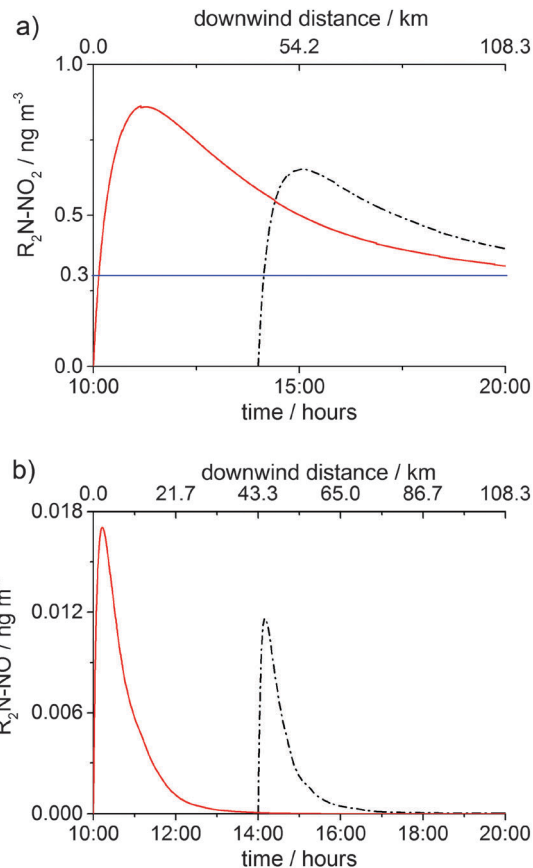 a)
downwind distance / km
0.0 54.2 108.3
1.0
0.5
0.3
0.0
R₂N-NO₂ / ng m⁻³
10:00 15:00 20:00
time / hours
b)
downwind distance / km
0.0 21.7 43.3 65.0 86.7 108.3
0.018
0.012
0.006
0.000
R₂N-NO / ng m
10:00 12:00 14:00 16:00 18:00 20:00
time / hours